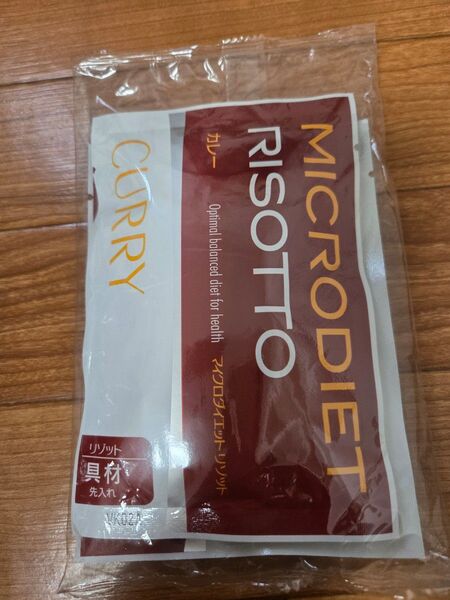 MICRODIET
RISOTTO
カレー
Optimal balanced diet for health
マイクロダイエット リゾット
CURRY
リゾット
具材
先入れ